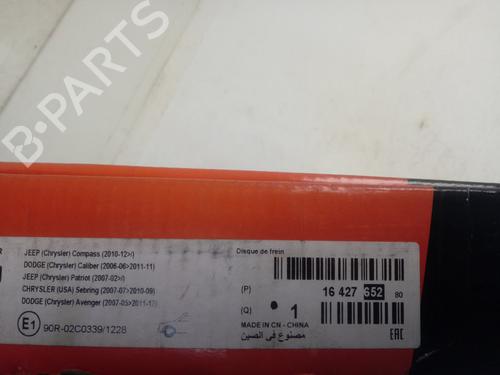 B-PARTS
JEEP (Chrysler) Compass (2010-12>/)
DODGE (Chrysler) Caliber (2006-06>2011-11)
JEEP (Chrysler) Patriot (2007-02>/)
CHRYSLER (USA) Sebring (2007-07>2010-09)
DODGE (Chrysler) Avenger (2007-05>2011-12)
E1 90R-02C0339/1228
Disque de frein
(P) 16 427 652 80
(Q) 1
MADE IN CN - CHINA
مصنوع فى الصين
EAC